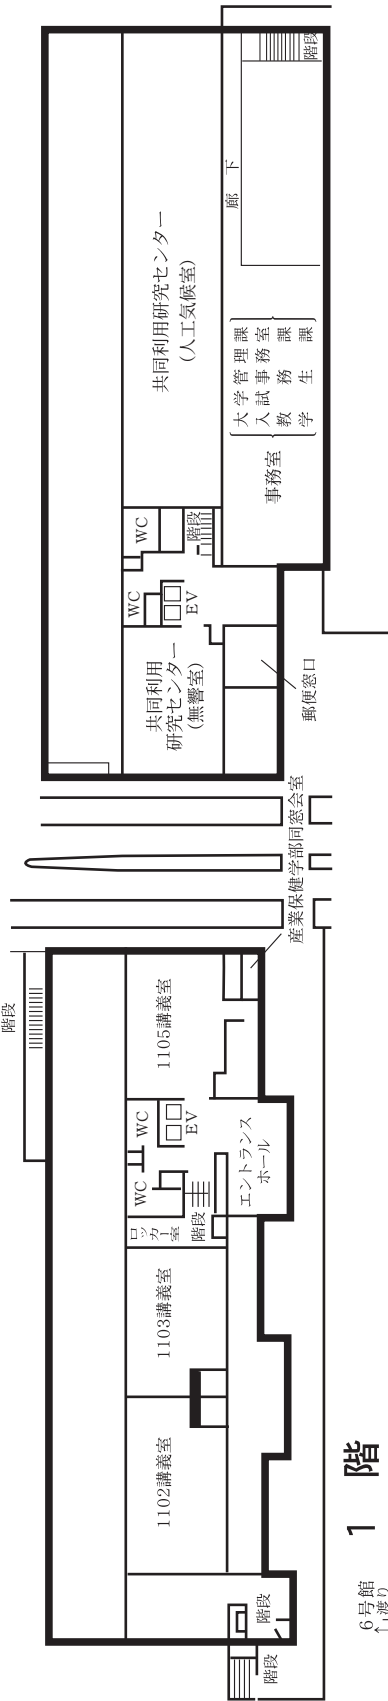 1 階
6号館
↑渡り
階段
階段
1102講義室
1103講義室
ロッカー室
WC
階段
WC
EV
エントランス
ホール
1105講義室
階段
産業保健学部同窓会室
共同利用
研究センター
(無響室)
郵便窓口
WC
EV
WC
階段
事務室
大学管理課
入試事務室
教務課
学生課
共同利用研究センター
(人工気候室)
廊下
階段